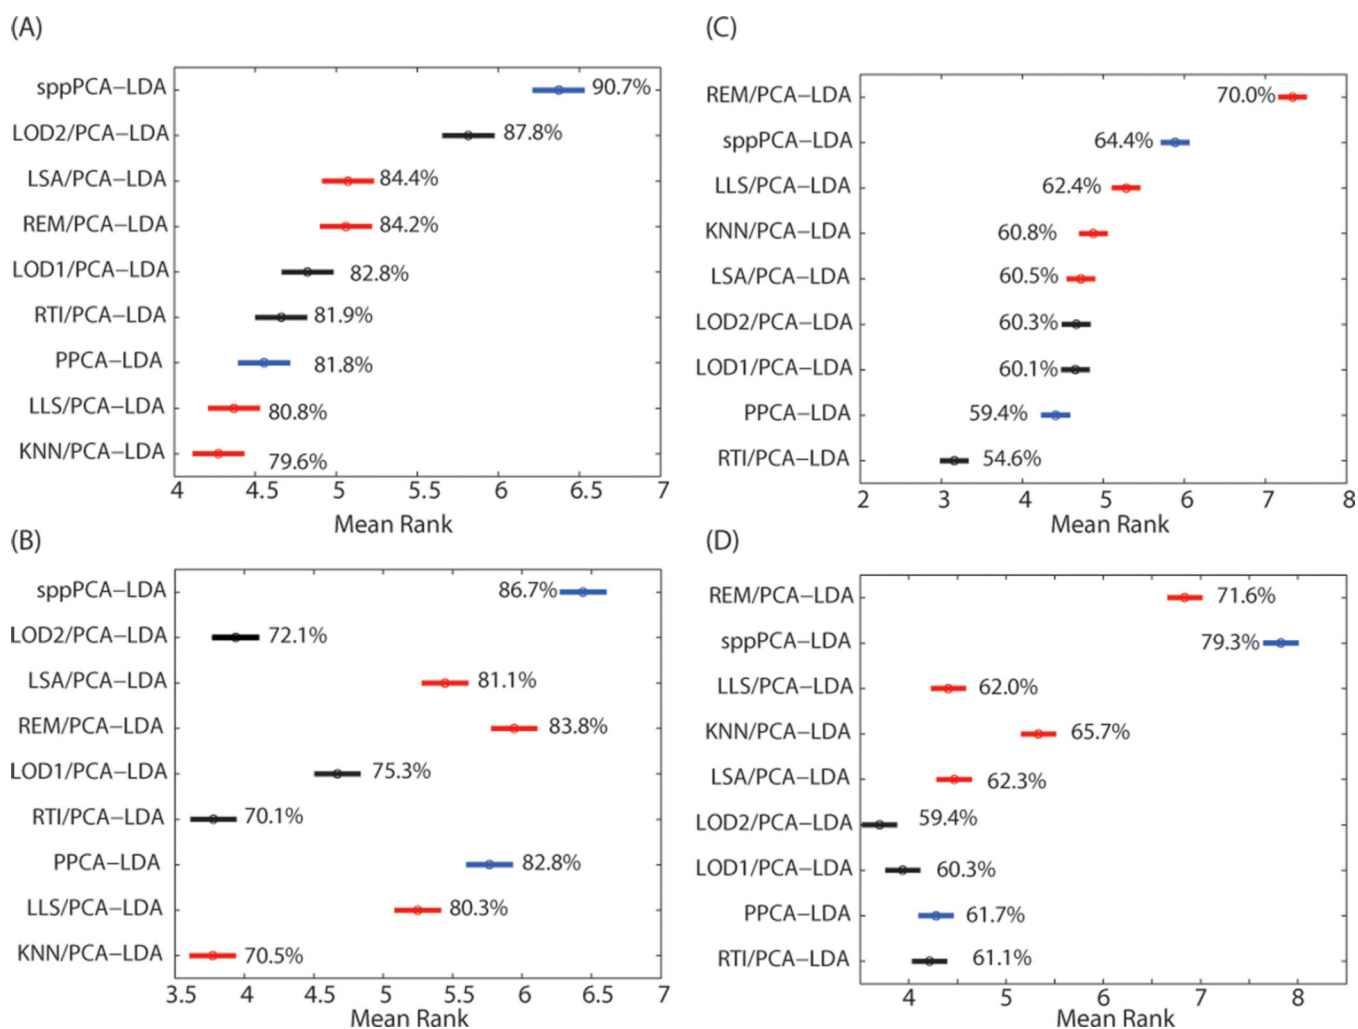 (A)
sppPCA–LDA 90.7%
LOD2/PCA–LDA 87.8%
LSA/PCA–LDA 84.4%
REM/PCA–LDA 84.2%
LOD1/PCA–LDA 82.8%
RTI/PCA–LDA 81.9%
PPCA–LDA 81.8%
LLS/PCA–LDA 80.8%
KNN/PCA–LDA 79.6%
4 4.5 5 5.5 6 6.5 7
Mean Rank
(B)
sppPCA–LDA 86.7%
LOD2/PCA–LDA 72.1%
LSA/PCA–LDA 81.1%
REM/PCA–LDA 83.8%
LOD1/PCA–LDA 75.3%
RTI/PCA–LDA 70.1%
PPCA–LDA 82.8%
LLS/PCA–LDA 80.3%
KNN/PCA–LDA 70.5%
3.5 4 4.5 5 5.5 6 6.5 7
Mean Rank
(C)
REM/PCA–LDA 70.0%
sppPCA–LDA 64.4%
LLS/PCA–LDA 62.4%
KNN/PCA–LDA 60.8%
LSA/PCA–LDA 60.5%
LOD2/PCA–LDA 60.3%
LOD1/PCA–LDA 60.1%
PPCA–LDA 59.4%
RTI/PCA–LDA 54.6%
2 3 4 5 6 7 8
Mean Rank
(D)
REM/PCA–LDA 71.6%
sppPCA–LDA 79.3%
LLS/PCA–LDA 62.0%
KNN/PCA–LDA 65.7%
LSA/PCA–LDA 62.3%
LOD2/PCA–LDA 59.4%
LOD1/PCA–LDA 60.3%
PPCA–LDA 61.7%
RTI/PCA–LDA 61.1%
4 5 6 7 8
Mean Rank